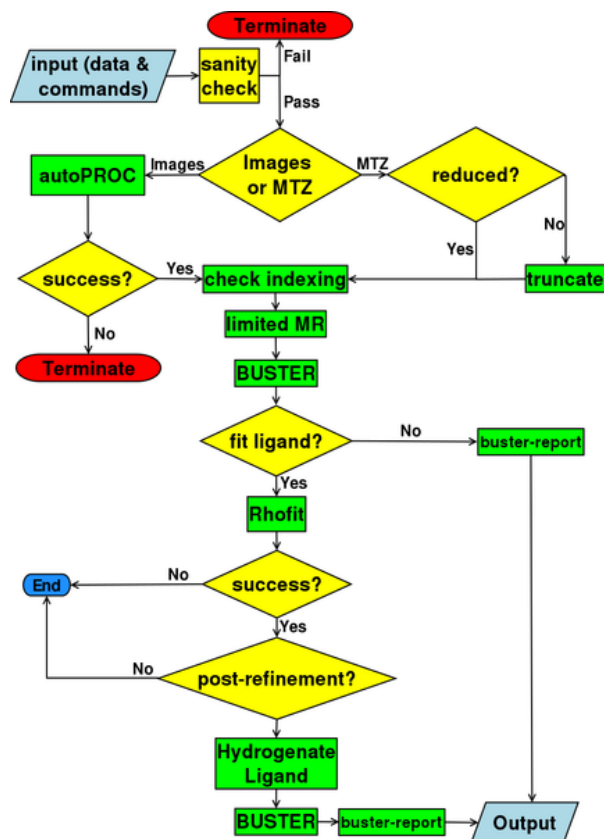 Terminate
input (data &
commands)
sanity
check
Fail
Pass
Images
or MTZ
Images
MTZ
autoPROC
reduced?
No
Yes
success?
Yes
check indexing
truncate
No
limited MR
Terminate
BUSTER
fit ligand?
No
buster-report
Yes
Rhofit
End
No
success?
Yes
No
post-refinement?
Hydrogenate
Ligand
BUSTER
buster-report
Output